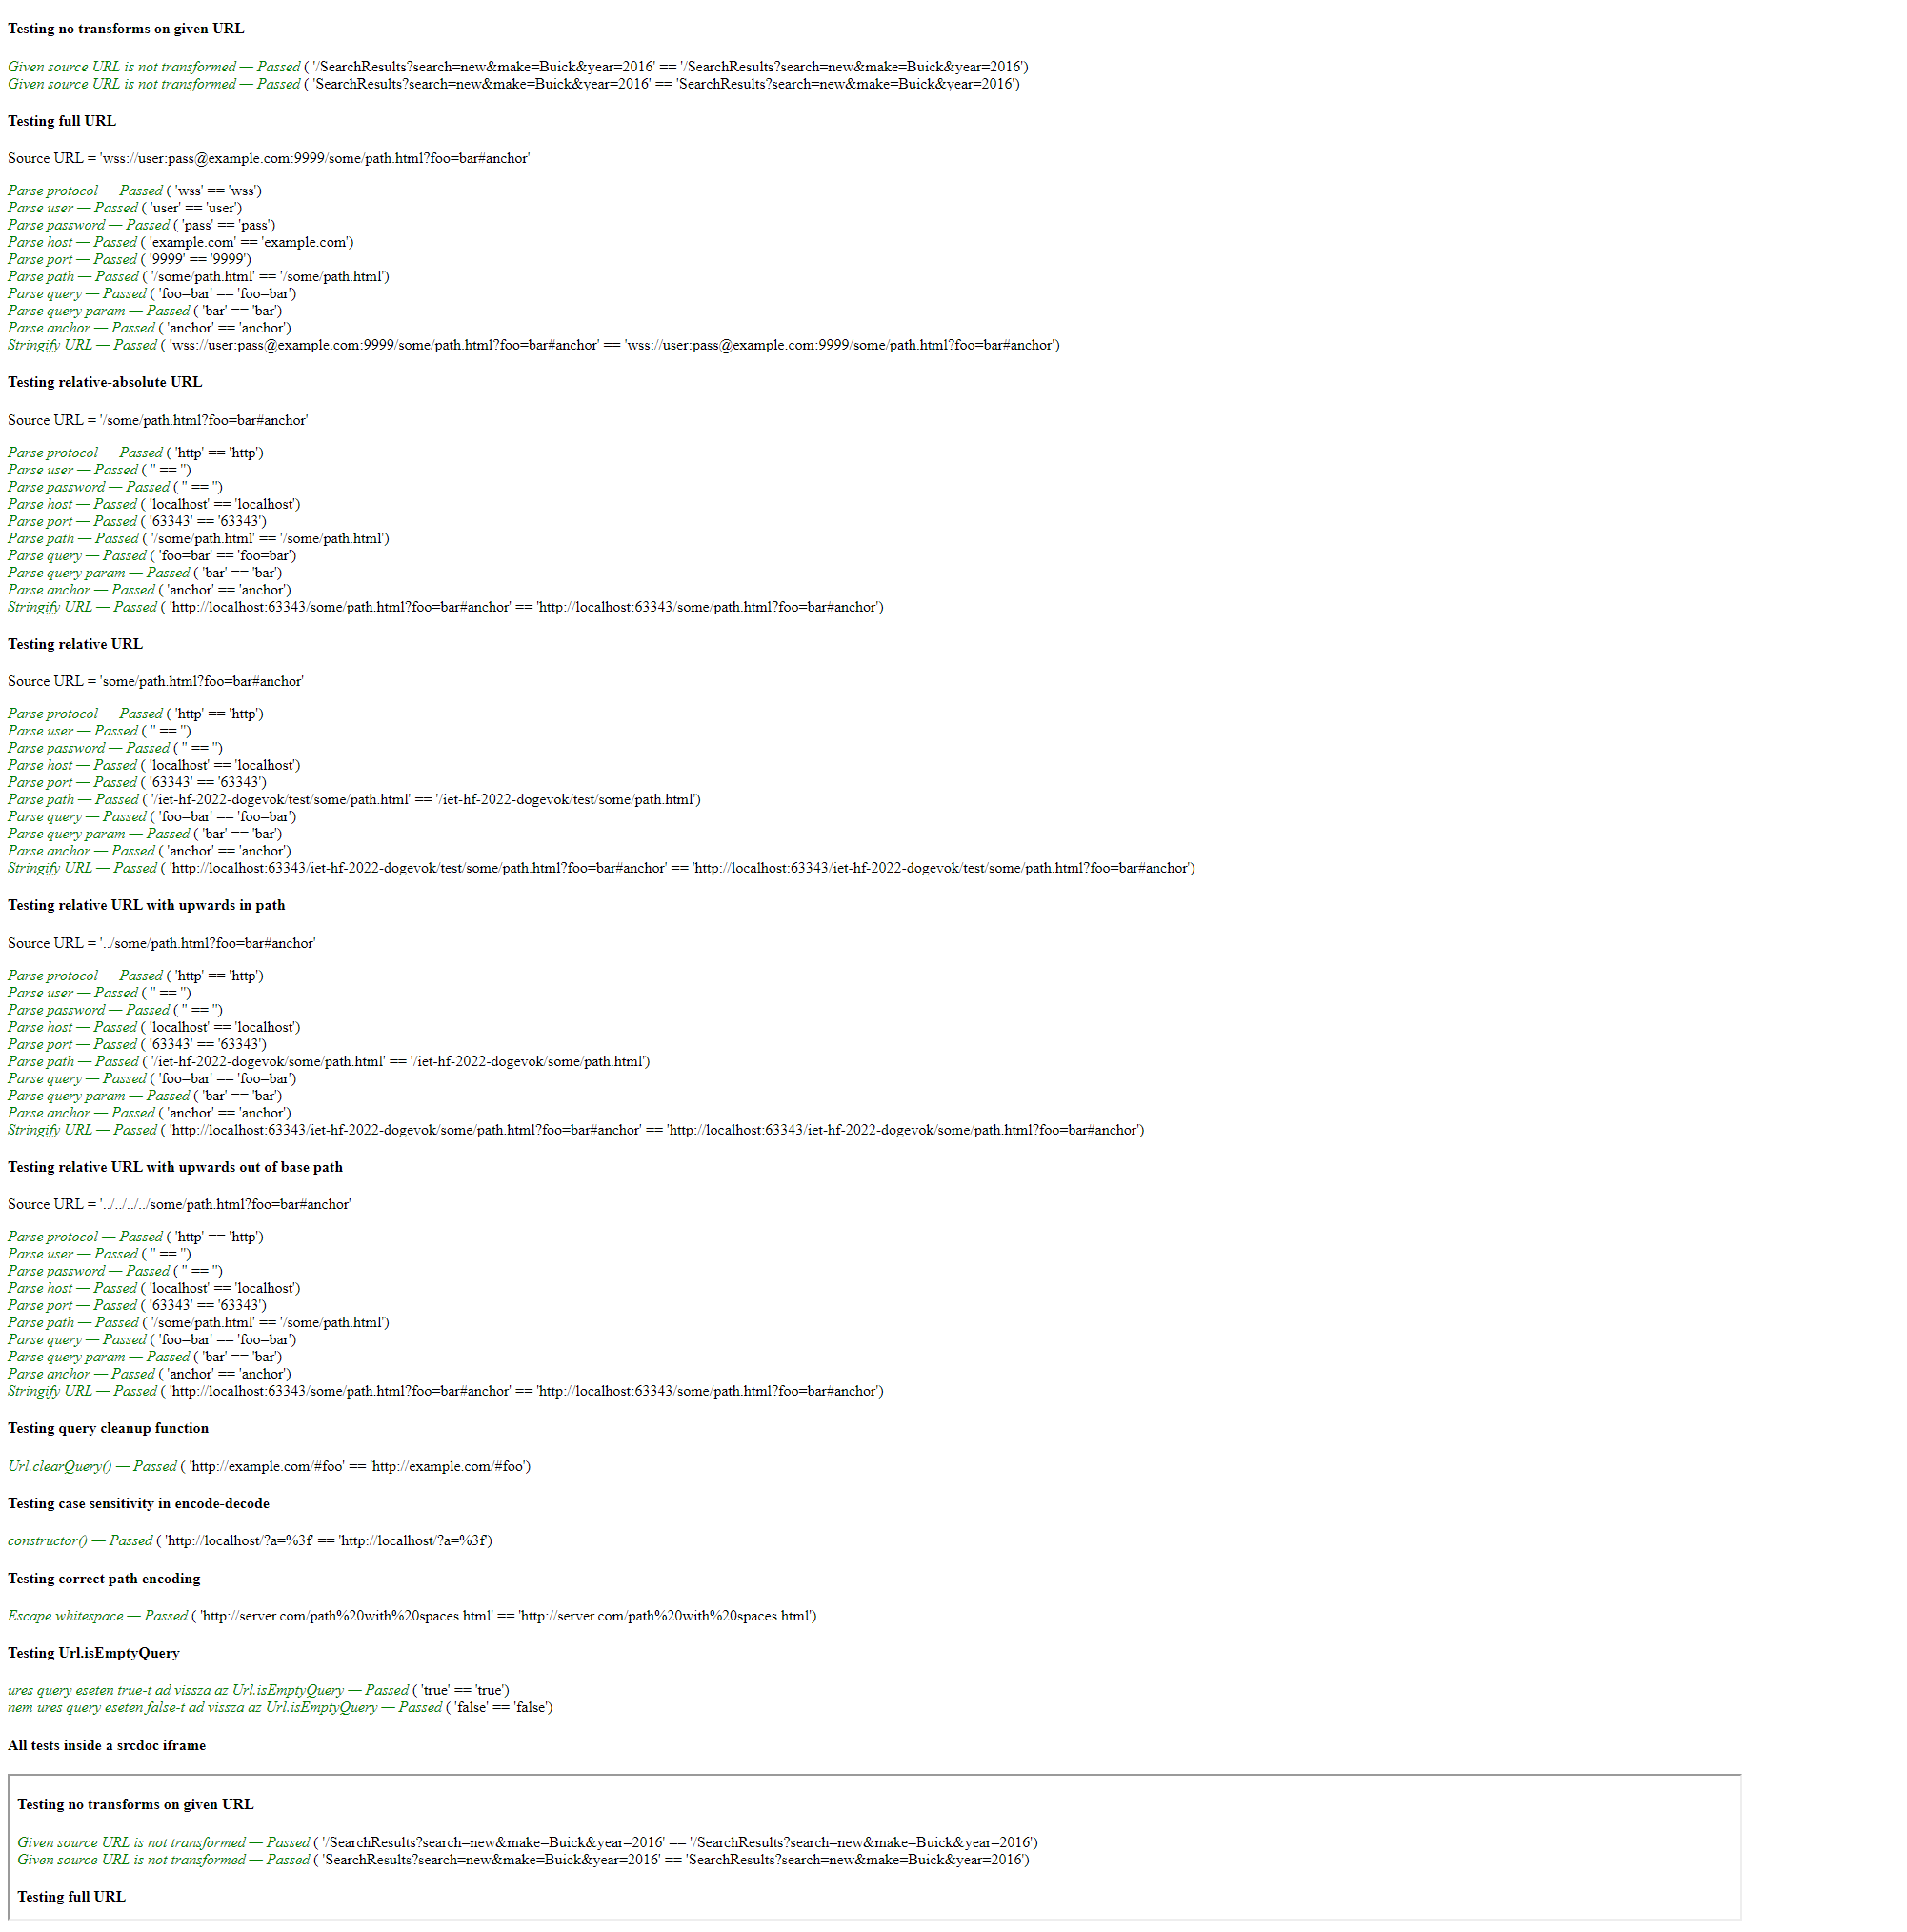 Testing no transforms on given URL
Given source URL is not transformed — Passed ( '/SearchResults?search=new&make=Buick&year=2016' == '/SearchResults?search=new&make=Buick&year=2016')
Given source URL is not transformed — Passed ( 'SearchResults?search=new&make=Buick&year=2016' == 'SearchResults?search=new&make=Buick&year=2016')
Testing full URL
Source URL = 'wss://user:pass@example.com:9999/some/path.html?foo=bar#anchor'
Parse protocol — Passed ( 'wss' == 'wss')
Parse user — Passed ( 'user' == 'user')
Parse password — Passed ( 'pass' == 'pass')
Parse host — Passed ( 'example.com' == 'example.com')
Parse port — Passed ( '9999' == '9999')
Parse path — Passed ( '/some/path.html' == '/some/path.html')
Parse query — Passed ( 'foo=bar' == 'foo=bar')
Parse query param — Passed ( 'bar' == 'bar')
Parse anchor — Passed ( 'anchor' == 'anchor')
Stringify URL — Passed ( 'wss://user:pass@example.com:9999/some/path.html?foo=bar#anchor' == 'wss://user:pass@example.com:9999/some/path.html?foo=bar#anchor')
Testing relative-absolute URL
Source URL = '/some/path.html?foo=bar#anchor'
Parse protocol — Passed ( 'http' == 'http')
Parse user — Passed ( '' == '')
Parse password — Passed ( '' == '')
Parse host — Passed ( 'localhost' == 'localhost')
Parse port — Passed ( '63343' == '63343')
Parse path — Passed ( '/some/path.html' == '/some/path.html')
Parse query — Passed ( 'foo=bar' == 'foo=bar')
Parse query param — Passed ( 'bar' == 'bar')
Parse anchor — Passed ( 'anchor' == 'anchor')
Stringify URL — Passed ( 'http://localhost:63343/some/path.html?foo=bar#anchor' == 'http://localhost:63343/some/path.html?foo=bar#anchor')
Testing relative URL
Source URL = 'some/path.html?foo=bar#anchor'
Parse protocol — Passed ( 'http' == 'http')
Parse user — Passed ( '' == '')
Parse password — Passed ( '' == '')
Parse host — Passed ( 'localhost' == 'localhost')
Parse port — Passed ( '63343' == '63343')
Parse path — Passed ( '/iet-hf-2022-dogevok/test/some/path.html' == '/iet-hf-2022-dogevok/test/some/path.html')
Parse query — Passed ( 'foo=bar' == 'foo=bar')
Parse query param — Passed ( 'bar' == 'bar')
Parse anchor — Passed ( 'anchor' == 'anchor')
Stringify URL — Passed ( 'http://localhost:63343/iet-hf-2022-dogevok/test/some/path.html?foo=bar#anchor' == 'http://localhost:63343/iet-hf-2022-dogevok/test/some/path.html?foo=bar#anchor')
Testing relative URL with upwards in path
Source URL = '../some/path.html?foo=bar#anchor'
Parse protocol — Passed ( 'http' == 'http')
Parse user — Passed ( '' == '')
Parse password — Passed ( '' == '')
Parse host — Passed ( 'localhost' == 'localhost')
Parse port — Passed ( '63343' == '63343')
Parse path — Passed ( '/iet-hf-2022-dogevok/some/path.html' == '/iet-hf-2022-dogevok/some/path.html')
Parse query — Passed ( 'foo=bar' == 'foo=bar')
Parse query param — Passed ( 'bar' == 'bar')
Parse anchor — Passed ( 'anchor' == 'anchor')
Stringify URL — Passed ( 'http://localhost:63343/iet-hf-2022-dogevok/some/path.html?foo=bar#anchor' == 'http://localhost:63343/iet-hf-2022-dogevok/some/path.html?foo=bar#anchor')
Testing relative URL with upwards out of base path
Source URL = '../../../../some/path.html?foo=bar#anchor'
Parse protocol — Passed ( 'http' == 'http')
Parse user — Passed ( '' == '')
Parse password — Passed ( '' == '')
Parse host — Passed ( 'localhost' == 'localhost')
Parse port — Passed ( '63343' == '63343')
Parse path — Passed ( '/some/path.html' == '/some/path.html')
Parse query — Passed ( 'foo=bar' == 'foo=bar')
Parse query param — Passed ( 'bar' == 'bar')
Parse anchor — Passed ( 'anchor' == 'anchor')
Stringify URL — Passed ( 'http://localhost:63343/some/path.html?foo=bar#anchor' == 'http://localhost:63343/some/path.html?foo=bar#anchor')
Testing query cleanup function
Url.clearQuery() — Passed ( 'http://example.com/#foo' == 'http://example.com/#foo')
Testing case sensitivity in encode-decode
constructor() — Passed ( 'http://localhost/?a=%3f' == 'http://localhost/?a=%3f')
Testing correct path encoding
Escape whitespace — Passed ( 'http://server.com/path%20with%20spaces.html' == 'http://server.com/path%20with%20spaces.html')
Testing Url.isEmptyQuery
ures query eseten true-t ad vissza az Url.isEmptyQuery — Passed ( 'true' == 'true')
nem ures query eseten false-t ad vissza az Url.isEmptyQuery — Passed ( 'false' == 'false')
All tests inside a srcdoc iframe
Testing no transforms on given URL
Given source URL is not transformed — Passed ( '/SearchResults?search=new&make=Buick&year=2016' == '/SearchResults?search=new&make=Buick&year=2016')
Given source URL is not transformed — Passed ( 'SearchResults?search=new&make=Buick&year=2016' == 'SearchResults?search=new&make=Buick&year=2016')
Testing full URL